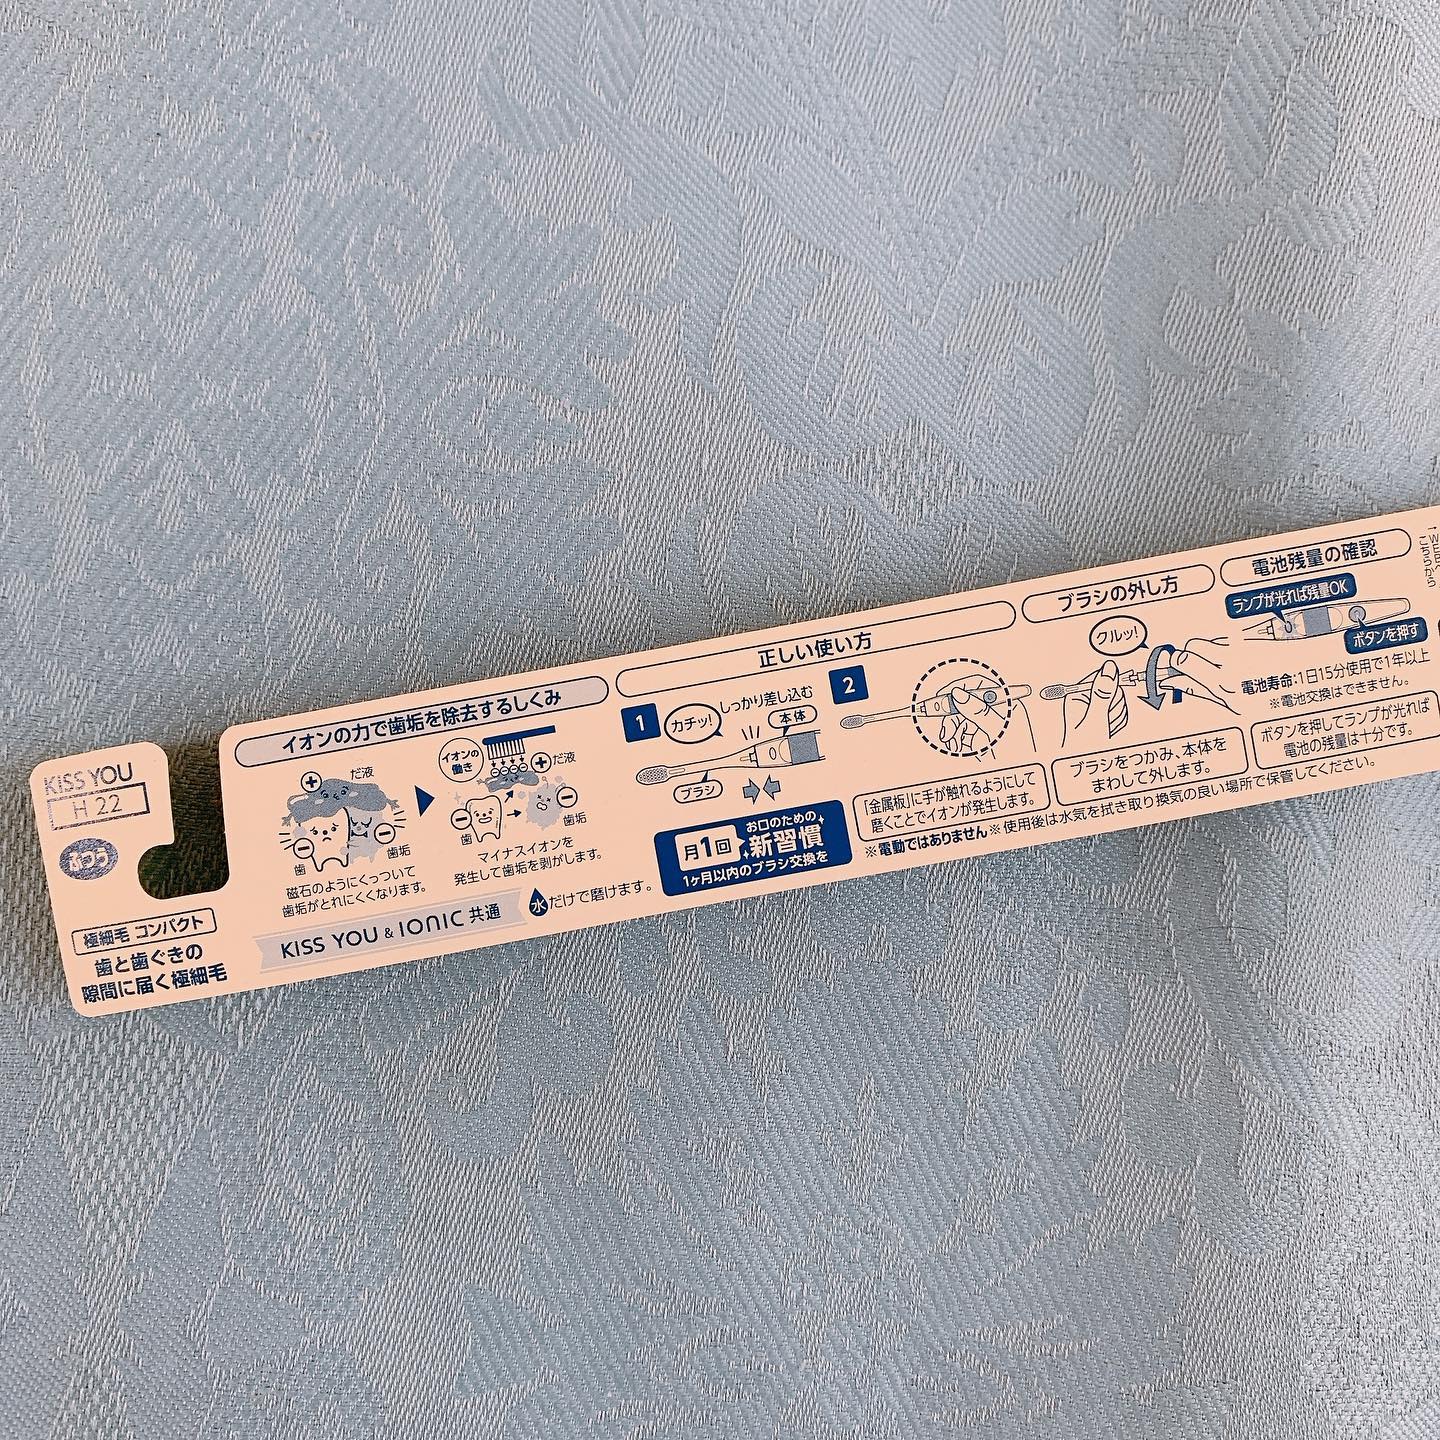 KISS YOU
H 22
ふつう
極細毛 コンパクト
歯と歯ぐきの
隙間に届く極細毛
イオンの力で歯垢を除去するしくみ
+
だ液
−
−
歯
歯垢
磁石のようにくっついて
歯垢がとれにくくなります。
イオンの
働き
+
だ液
−
−
歯
歯垢
マイナスイオンを
発生して歯垢を剥がします。
KISS YOU & IONIC 共通
水だけで磨けます。
正しい使い方
1
カチッ!
しっかり差し込む
本体
ブラシ
月1回
お口のための
新習慣
1ヶ月以内のブラシ交換を
2
「金属板」に手が触れるようにして
磨くことでイオンが発生します。
※電動ではありません※使用後は水気を拭き取り換気の良い場所で保管してください。
ブラシの外し方
クルッ!
ブラシをつかみ、本体を
まわして外します。
電池残量の確認
ランプが光れば残量OK
ボタンを押す
電池寿命:1日15分使用で1年以上
※電池交換はできません。
ボタンを押してランプが光れば
電池の残量は十分です。
こちらから